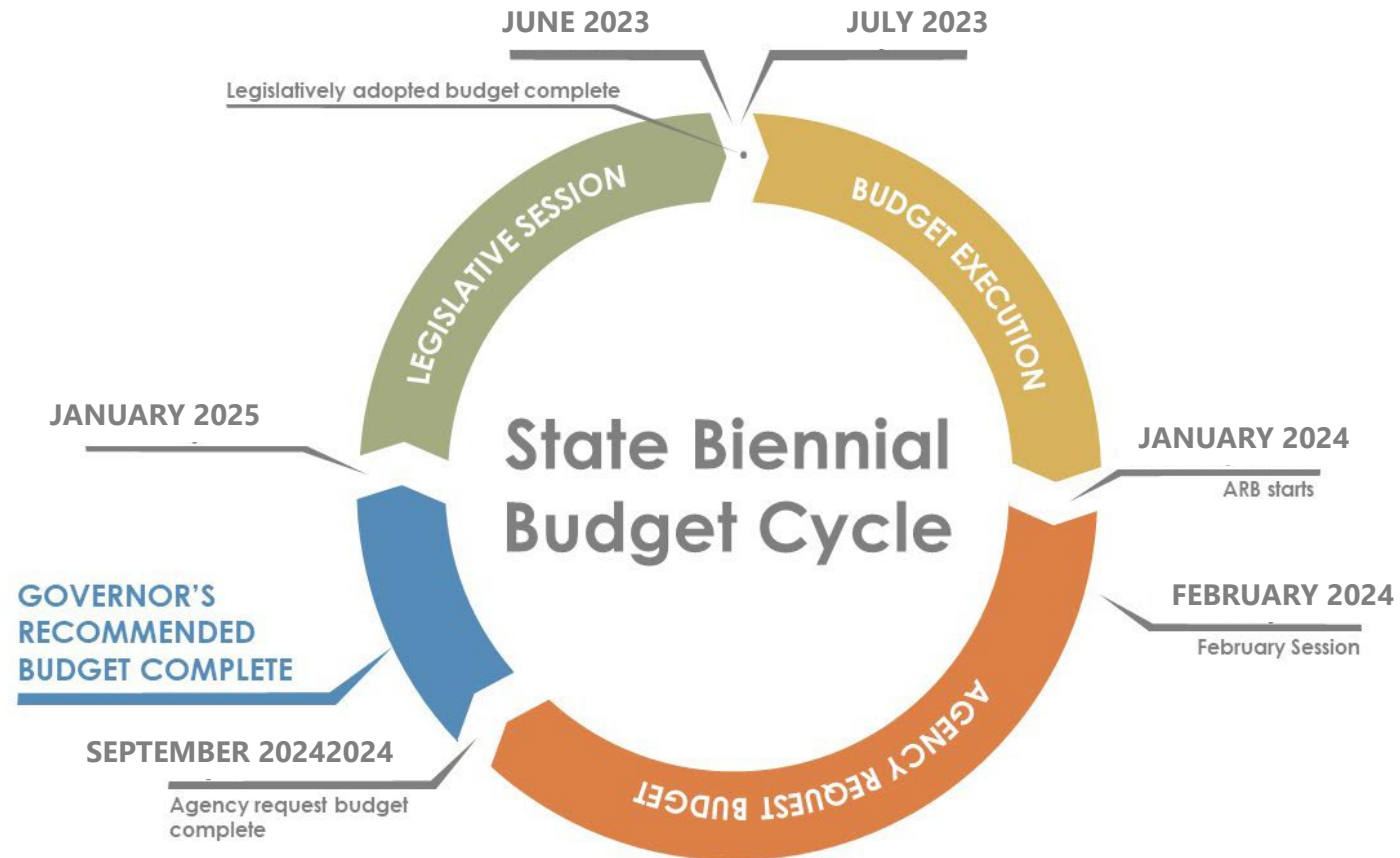 JUNE 2023
JULY 2023
Legislatively adopted budget complete
LEGISLATIVE SESSION
BUDGET EXECUTION
JANUARY 2025
State Biennial
Budget Cycle
JANUARY 2024
ARB starts
FEBRUARY 2024
February Session
GOVERNOR'S
RECOMMENDED
BUDGET COMPLETE
AGENCY REQUEST BUDGET
SEPTEMBER 20242024
Agency request budget
complete